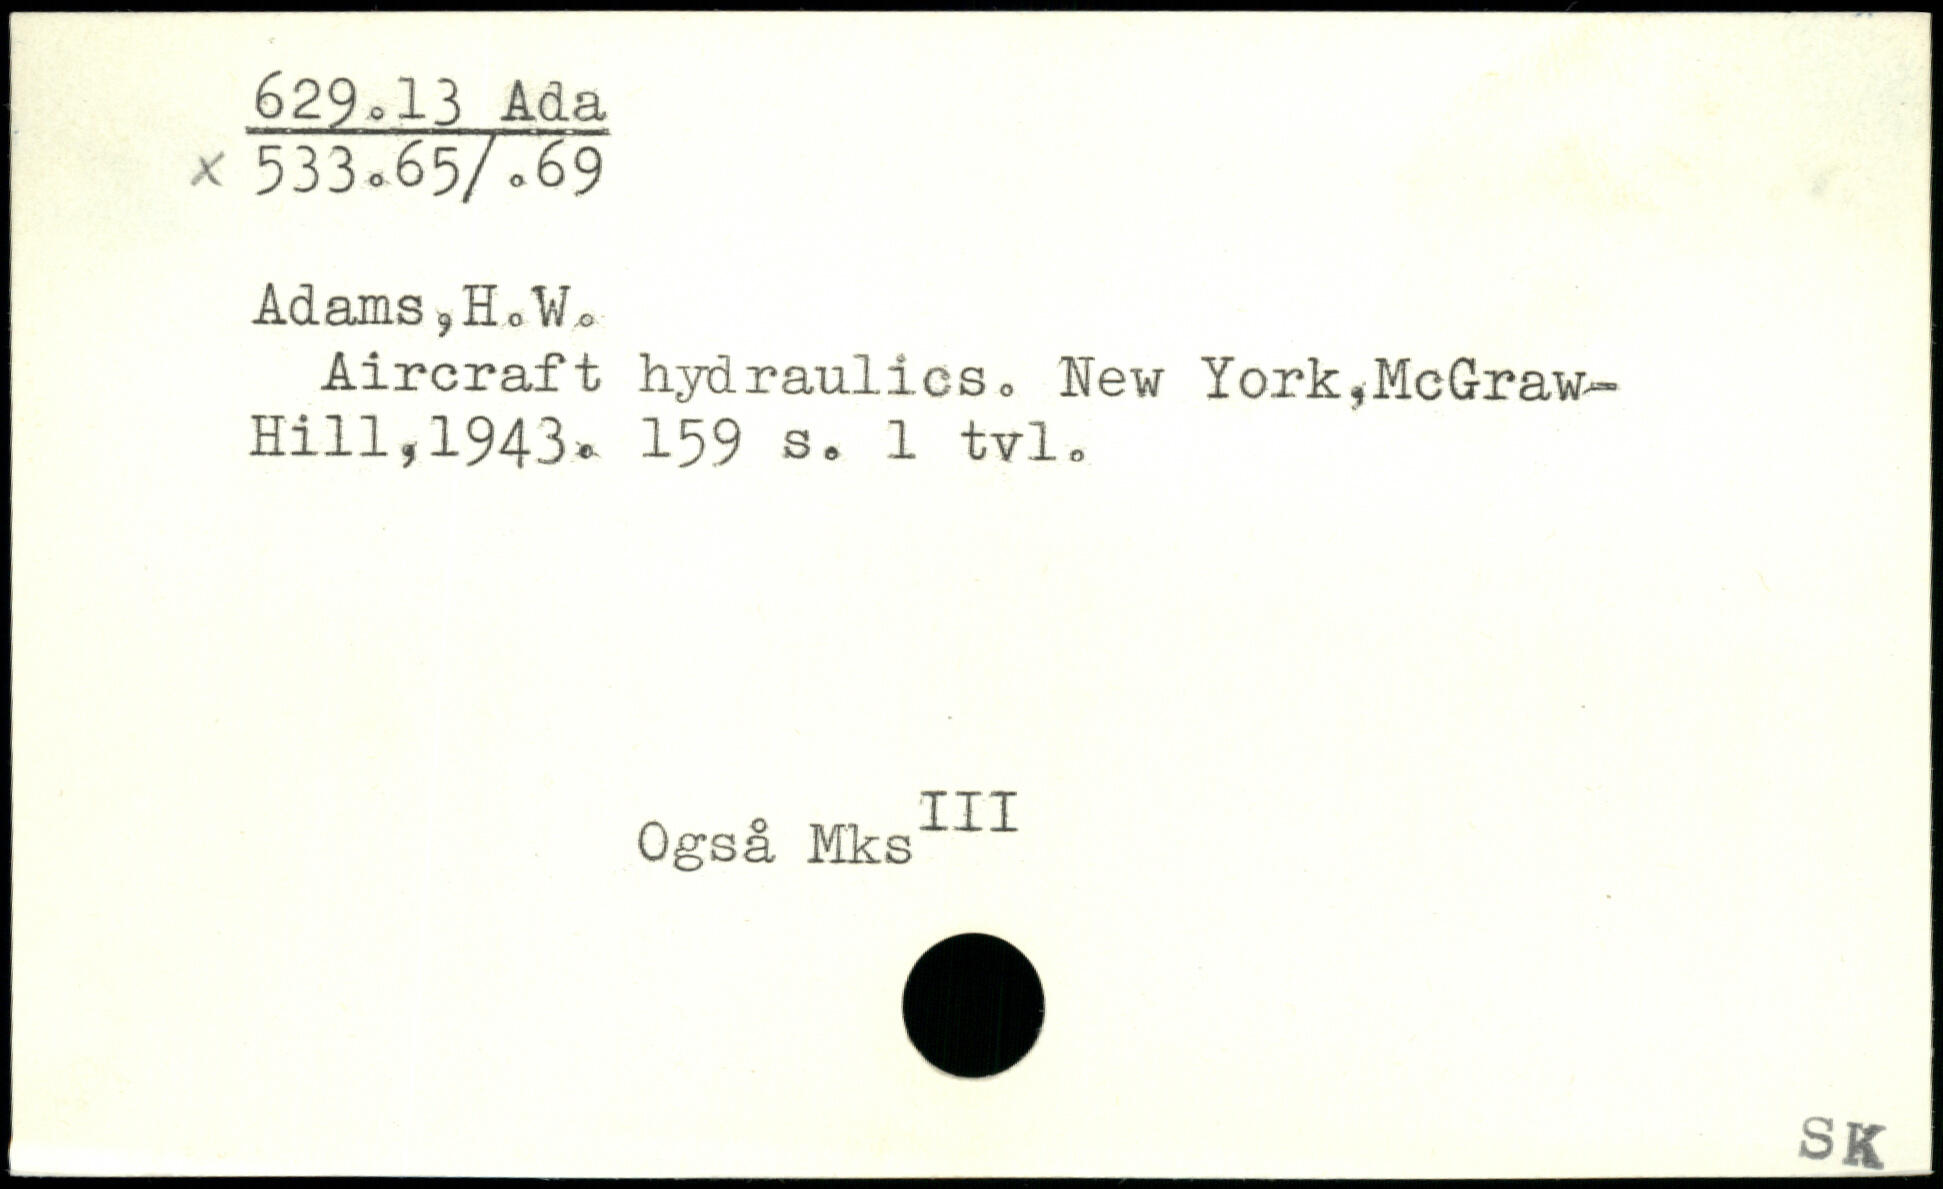 629.13 Ada
x 533.65/.69
Adams,H.W.
Aircraft hydraulics. New York,McGraw-
Hill,1943. 159 s. 1 tvl.
Også Mks III
SK